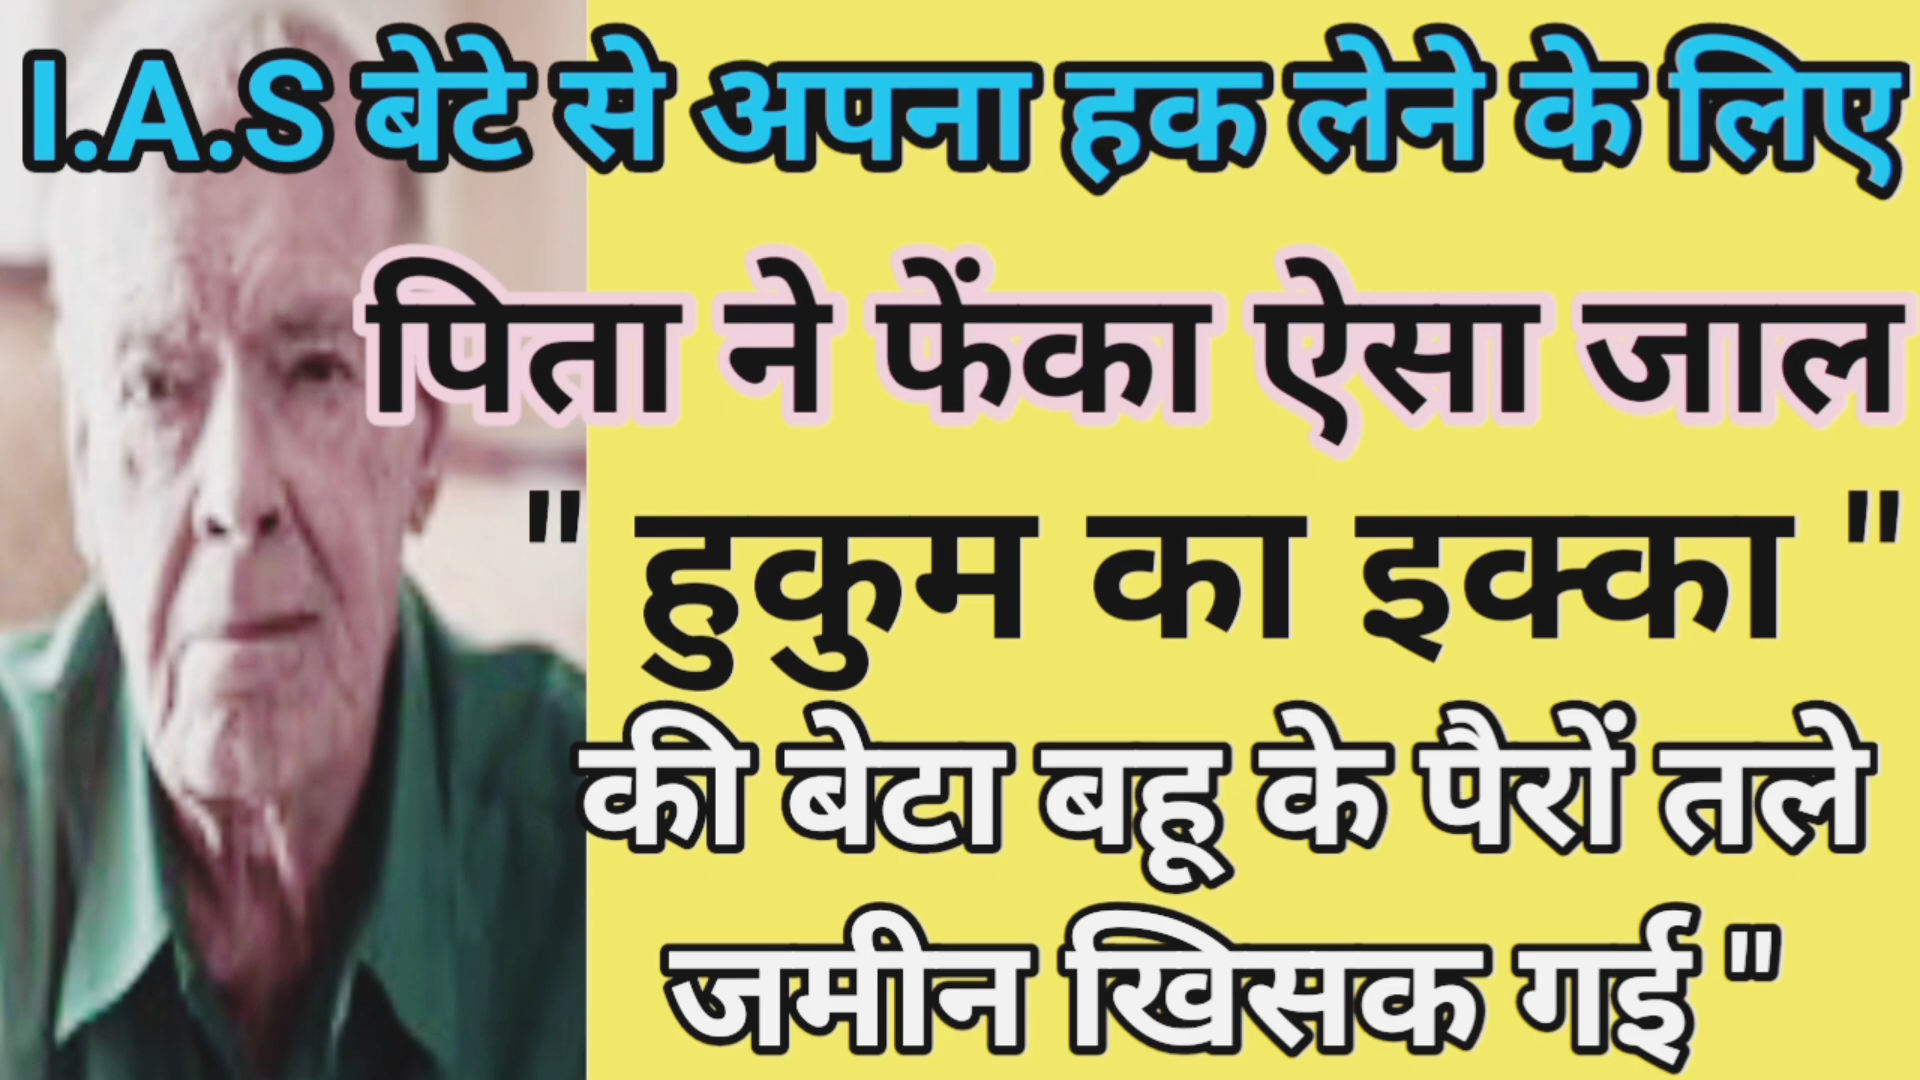 I.A.S बेटे से अपना हक लेने के लिए
पिता ने फेंका ऐसा जाल
" हुकुम का इक्का "
की बेटा बहू के पैरों तले
जमीन खिसक गई "